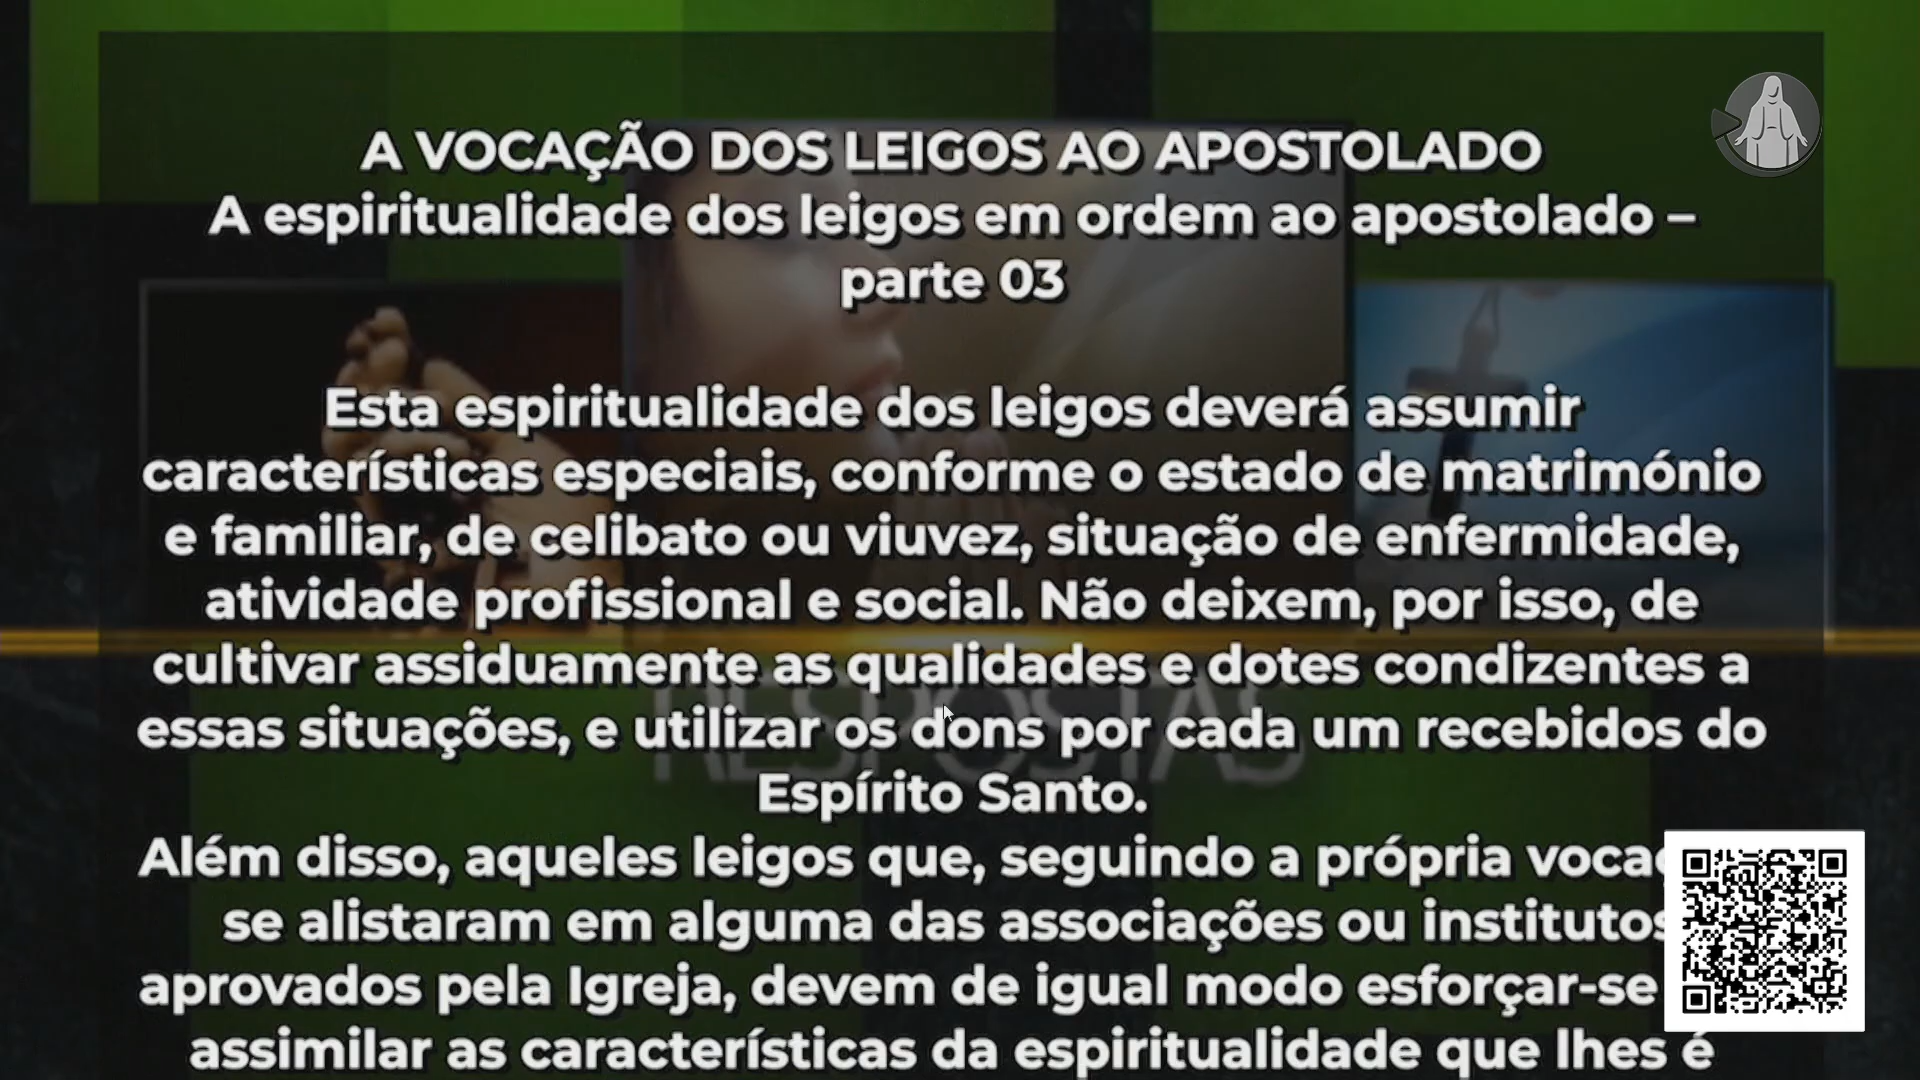 A VOCAÇÃO DOS LEIGOS AO APOSTOLADO
A espiritualidade dos leigos em ordem ao apostolado –
parte 03
Esta espiritualidade dos leigos deverá assumir
características especiais, conforme o estado de matrimónio
e familiar, de celibato ou viuvez, situação de enfermidade,
atividade profissional e social. Não deixem, por isso, de
cultivar assiduamente as qualidades e dotes condizentes a
essas situações, e utilizar os dons por cada um recebidos do
Espírito Santo.
Além disso, aqueles leigos que, seguindo a própria
se alistaram em alguma das associações ou institutos
aprovados pela Igreja, devem de igual modo esforçar-se
assimilar as características da espiritualidade que lhes é
RESPOSTAS